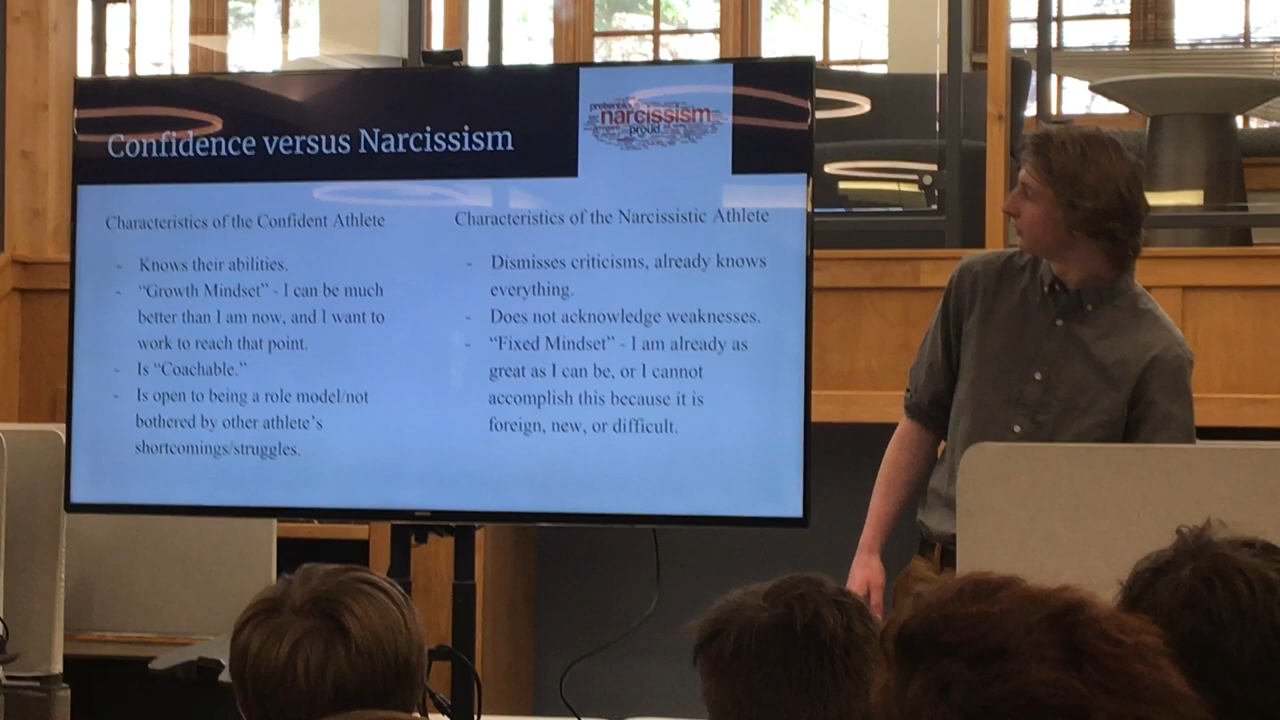 Confidence versus Narcissism
narcissism
proud
Characteristics of the Confident Athlete
- Knows their abilities.
- “Growth Mindset” - I can be much
better than I am now, and I want to
work to reach that point.
- Is “Coachable.”
- Is open to being a role model/not
bothered by other athlete’s
shortcomings/struggles.
Characteristics of the Narcissistic Athlete
- Dismisses criticisms, already knows
everything.
- Does not acknowledge weaknesses.
- “Fixed Mindset” - I am already as
great as I can be, or I cannot
accomplish this because it is
foreign, new, or difficult.